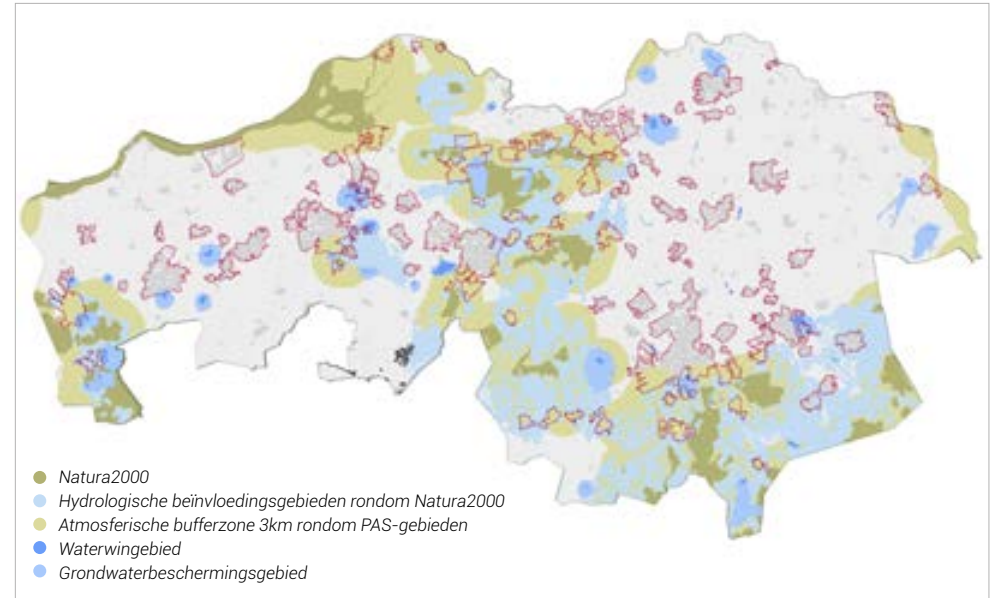 Natura2000
Hydrologische beïnvloedingsgebieden rondom Natura2000
Atmosferische bufferzone 3km rondom PAS-gebieden
Waterwingebied
Grondwaterbeschermingsgebied